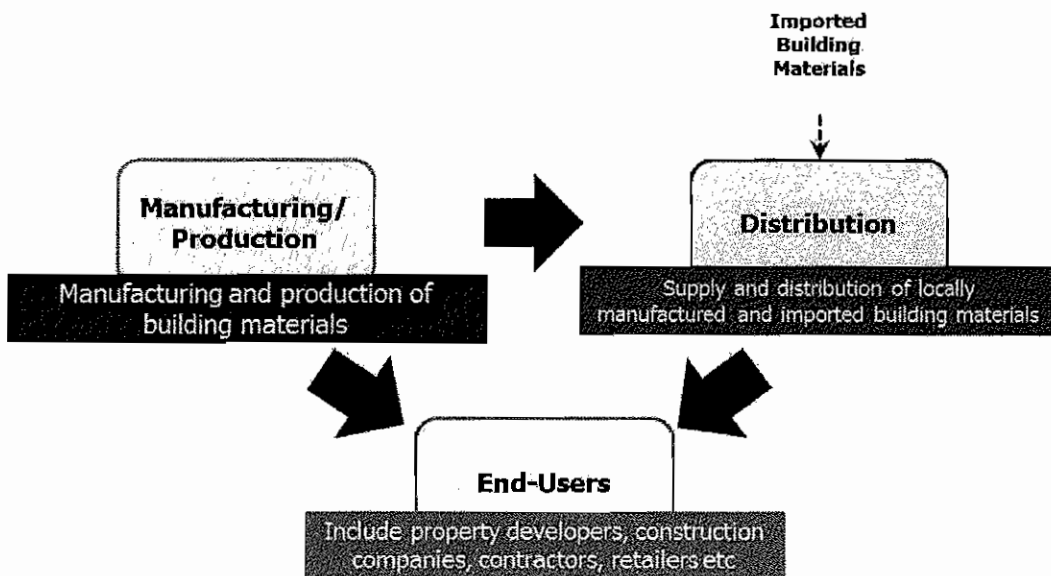 Imported
Building
Materials
Manufacturing/
Production
Distribution
Manufacturing and production of
building materials
Supply and distribution of locally
manufactured and imported building materials
End-Users
Include property developers, construction
companies, contractors, retailers etc